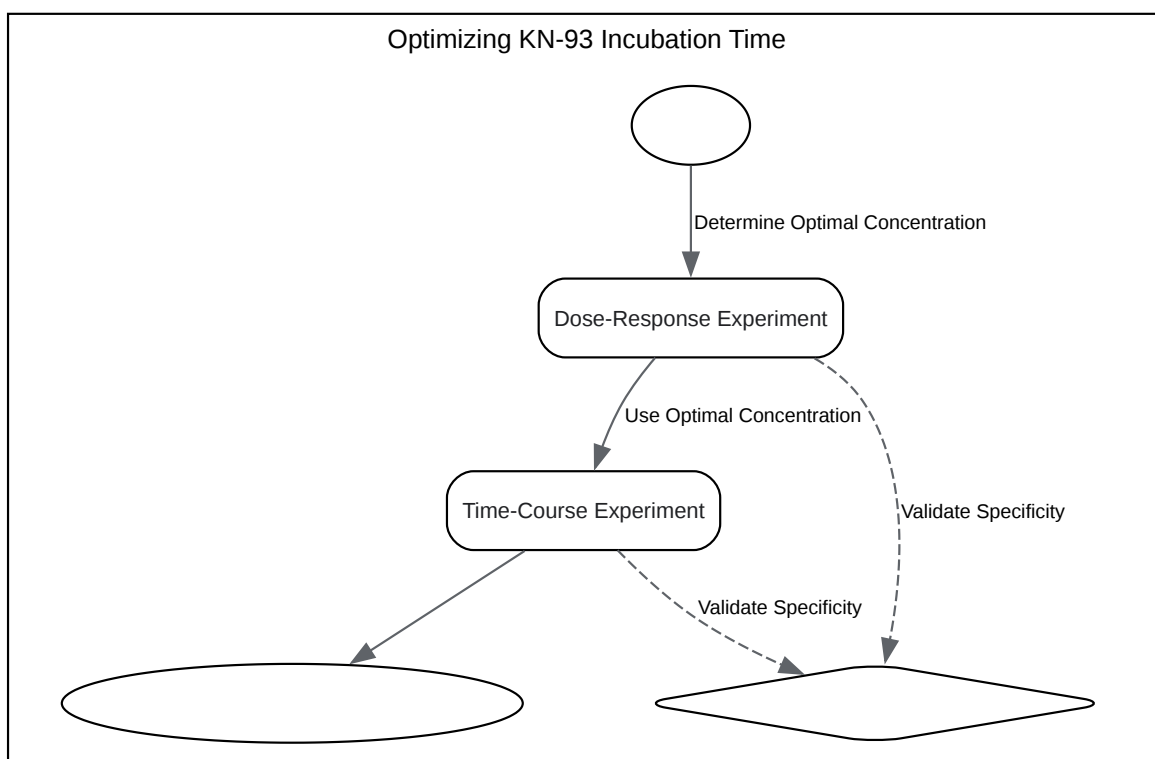 Optimizing KN-93 Incubation Time
Determine Optimal Concentration
Dose-Response Experiment
Use Optimal Concentration
Time-Course Experiment
Validate Specificity
Validate Specificity